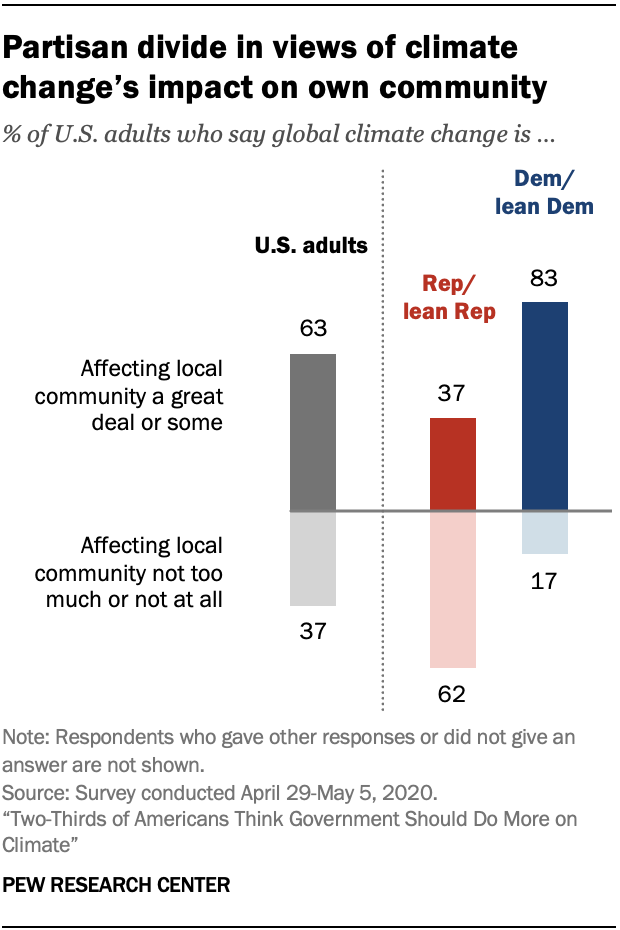 Partisan divide in views of climate
change’s impact on own community
% of U.S. adults who say global climate change is ...
Dem/
lean Dem
U.S. adults
Rep/
lean Rep
83
63
37
Affecting local
community a great
deal or some
Affecting local
community not too
much or not at all
17
37
62
Note: Respondents who gave other responses or did not give an
answer are not shown.
Source: Survey conducted April 29-May 5, 2020.
“Two-Thirds of Americans Think Government Should Do More on
Climate”
PEW RESEARCH CENTER